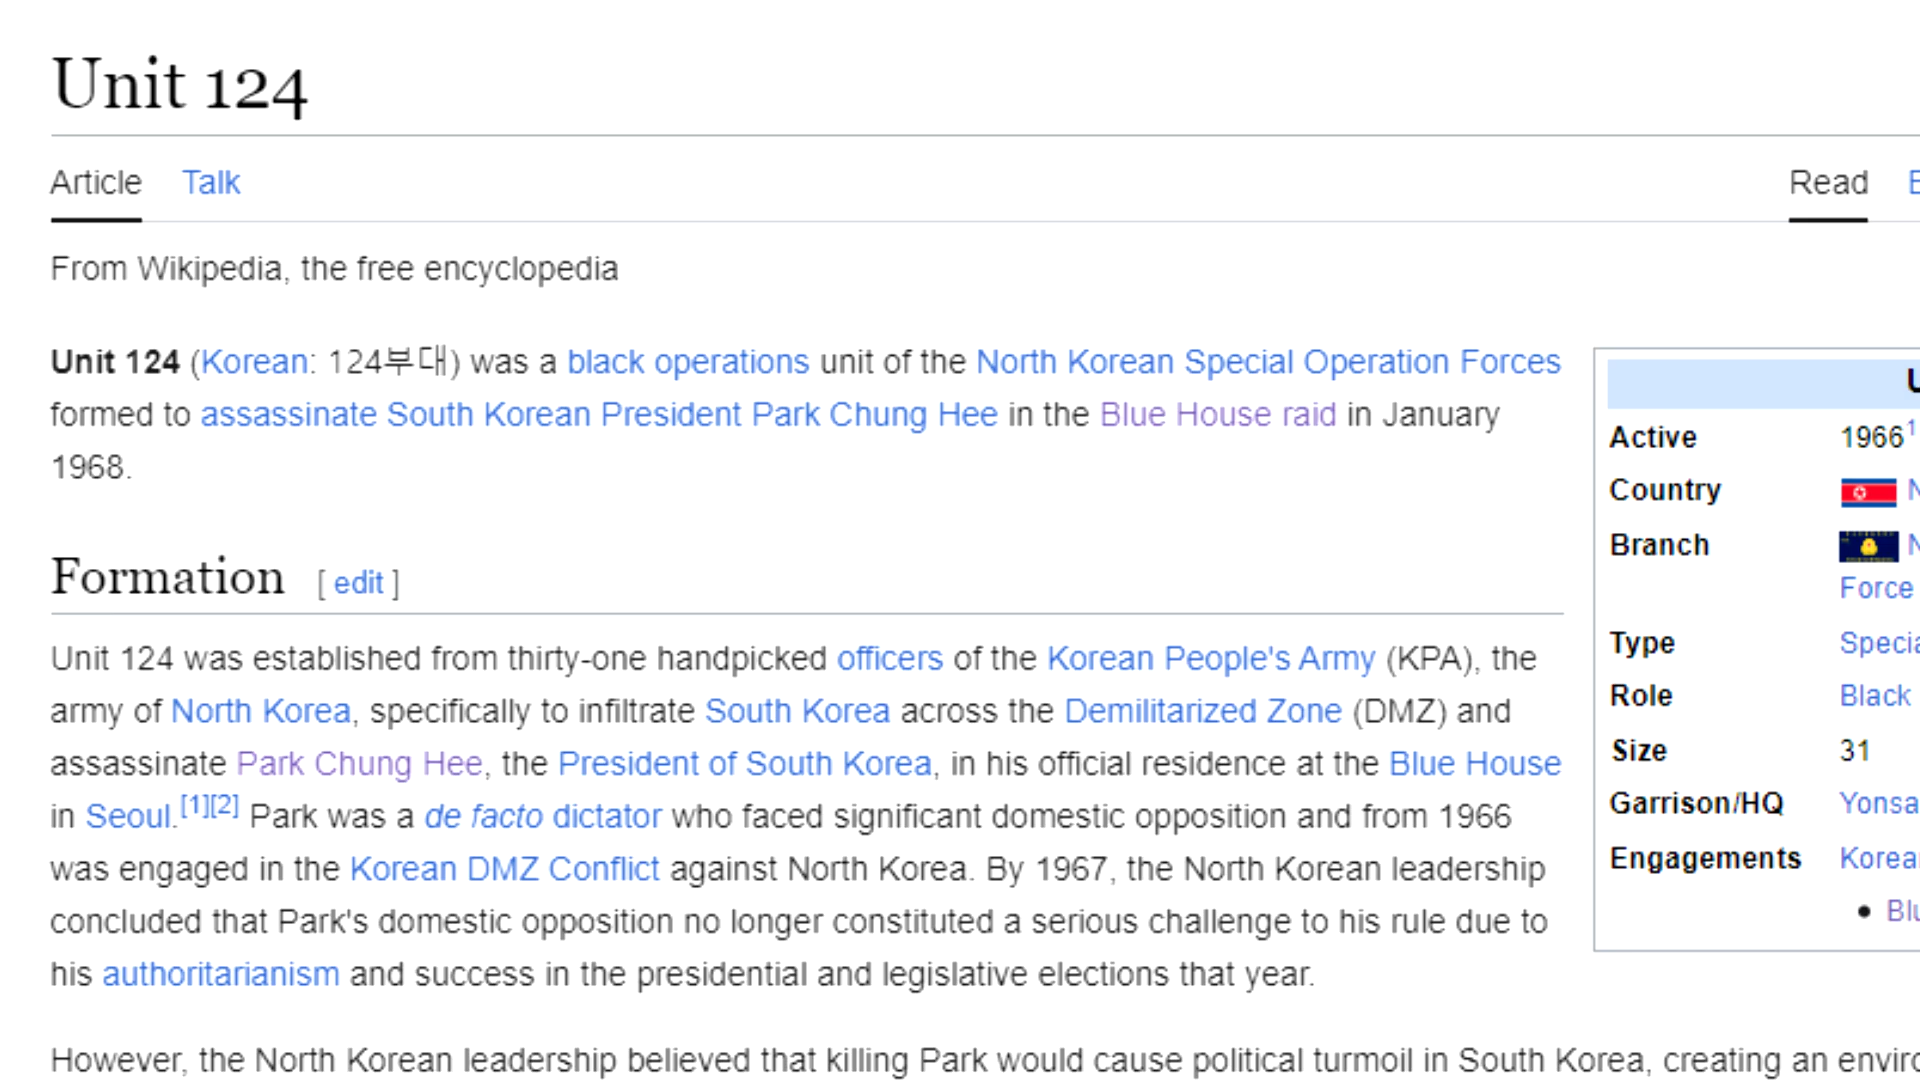 Unit 124
Article Talk Read
From Wikipedia, the free encyclopedia
Unit 124 (Korean: 124부대) was a black operations unit of the North Korean Special Operation Forces
formed to assassinate South Korean President Park Chung Hee in the Blue House raid in January
1968.
Formation [ edit ]
Unit 124 was established from thirty-one handpicked officers of the Korean People's Army (KPA), the
army of North Korea, specifically to infiltrate South Korea across the Demilitarized Zone (DMZ) and
assassinate Park Chung Hee, the President of South Korea, in his official residence at the Blue House
in Seoul.[1][2] Park was a de facto dictator who faced significant domestic opposition and from 1966
was engaged in the Korean DMZ Conflict against North Korea. By 1967, the North Korean leadership
concluded that Park's domestic opposition no longer constituted a serious challenge to his rule due to
his authoritarianism and success in the presidential and legislative elections that year.
However, the North Korean leadership believed that killing Park would cause political turmoil in South Korea, creating an
Active 1966
Country
Branch
Force
Type
Role Black
Size 31
Garrison/HQ
Engagements